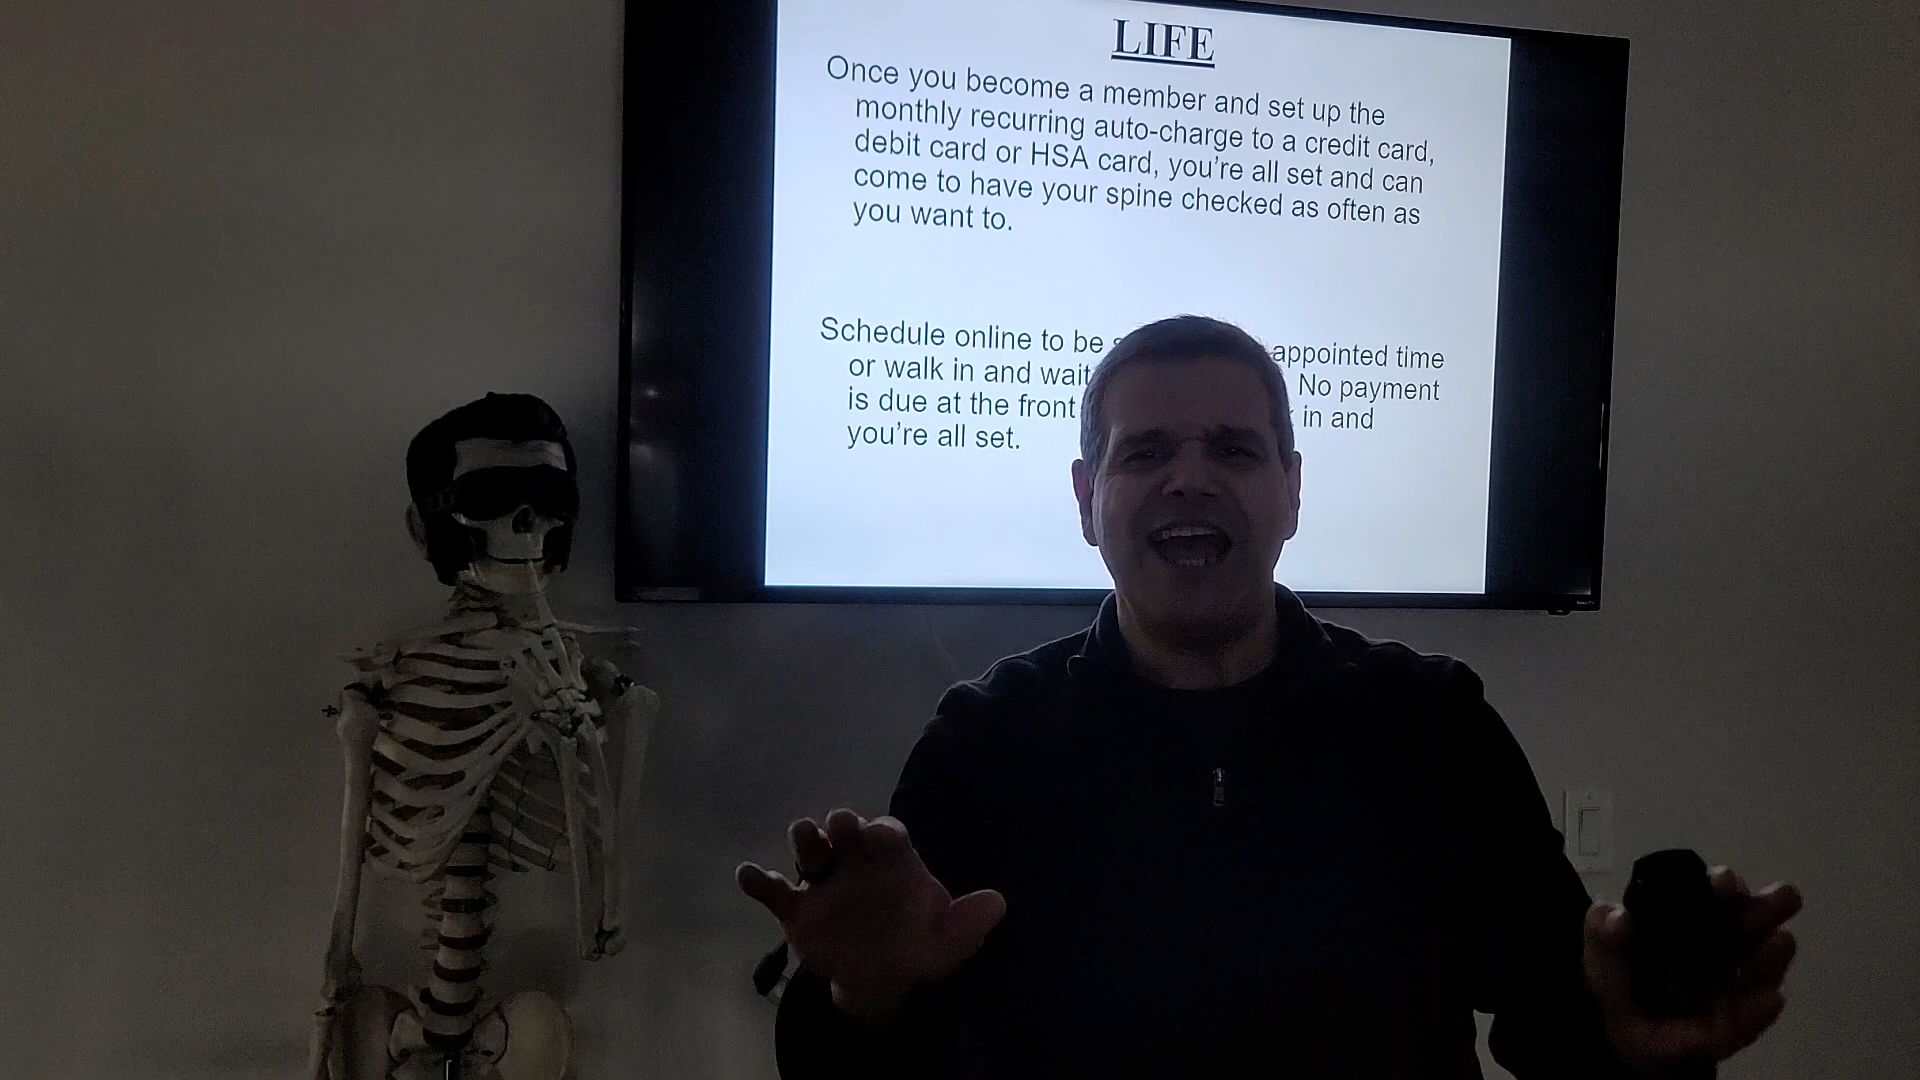 LIFE
Once you become a member and set up the
monthly recurring auto-charge to a credit card,
debit card or HSA card, you're all set and can
come to have your spine checked as often as
you want to.
Schedule online to be appointed time
or walk in and wait No payment
is due at the front in and
you're all set.